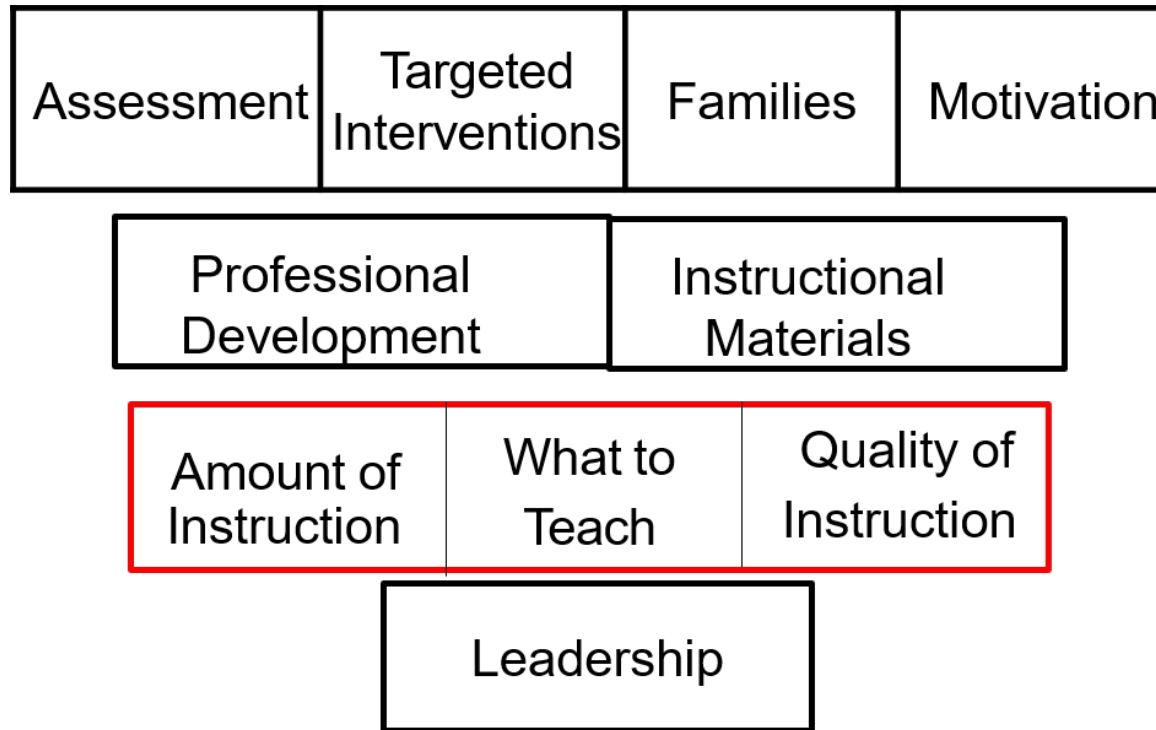 Assessment
Targeted
Interventions
Families
Motivation
Professional
Development
Instructional
Materials
Amount of
Instruction
What to
Teach
Quality of
Instruction
Leadership